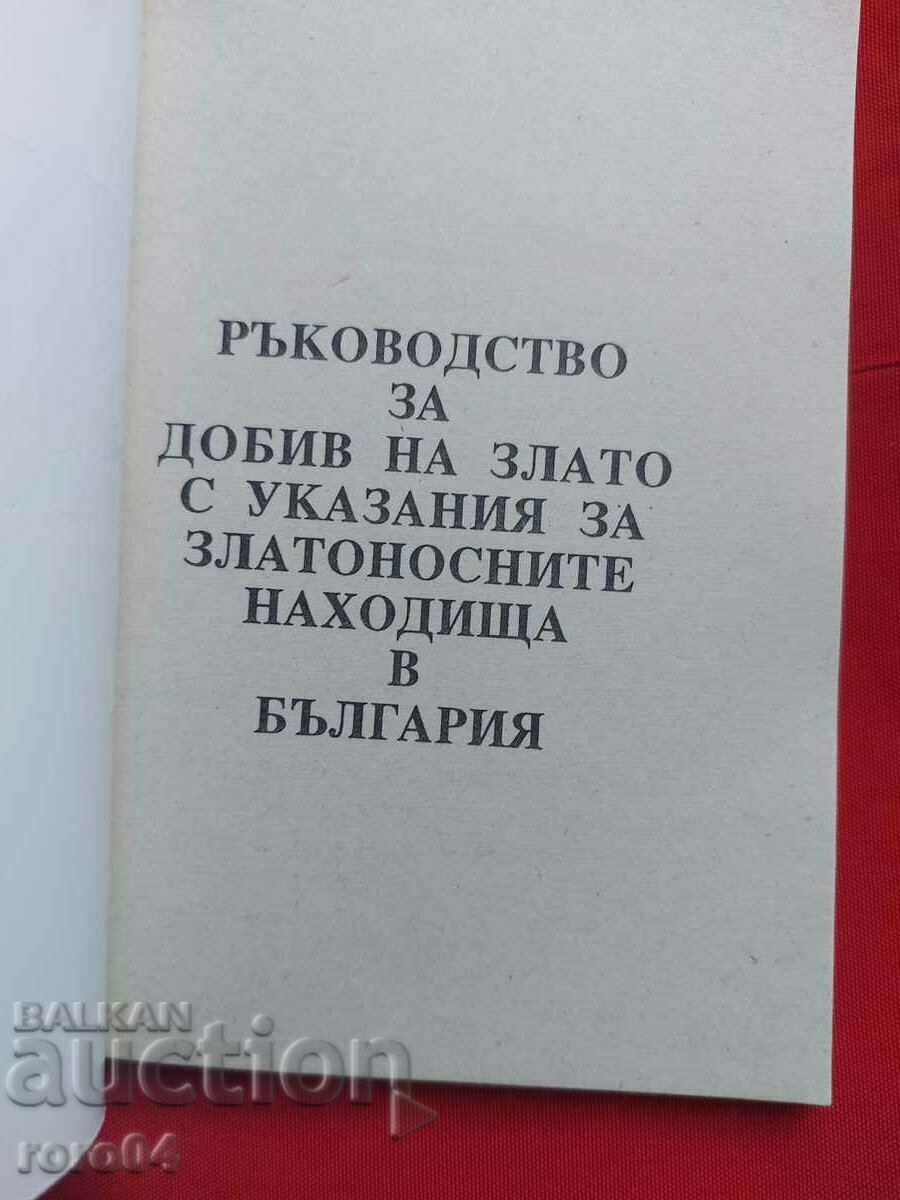 РЪКОВОДСТВО
ЗА
ДОБИВ НА ЗЛАТО
С УКАЗАНИЯ ЗА
ЗЛАТОНОСНИТЕ
НАХОДИЩА
В
БЪЛГАРИЯ
BALKAN
auction
roro04